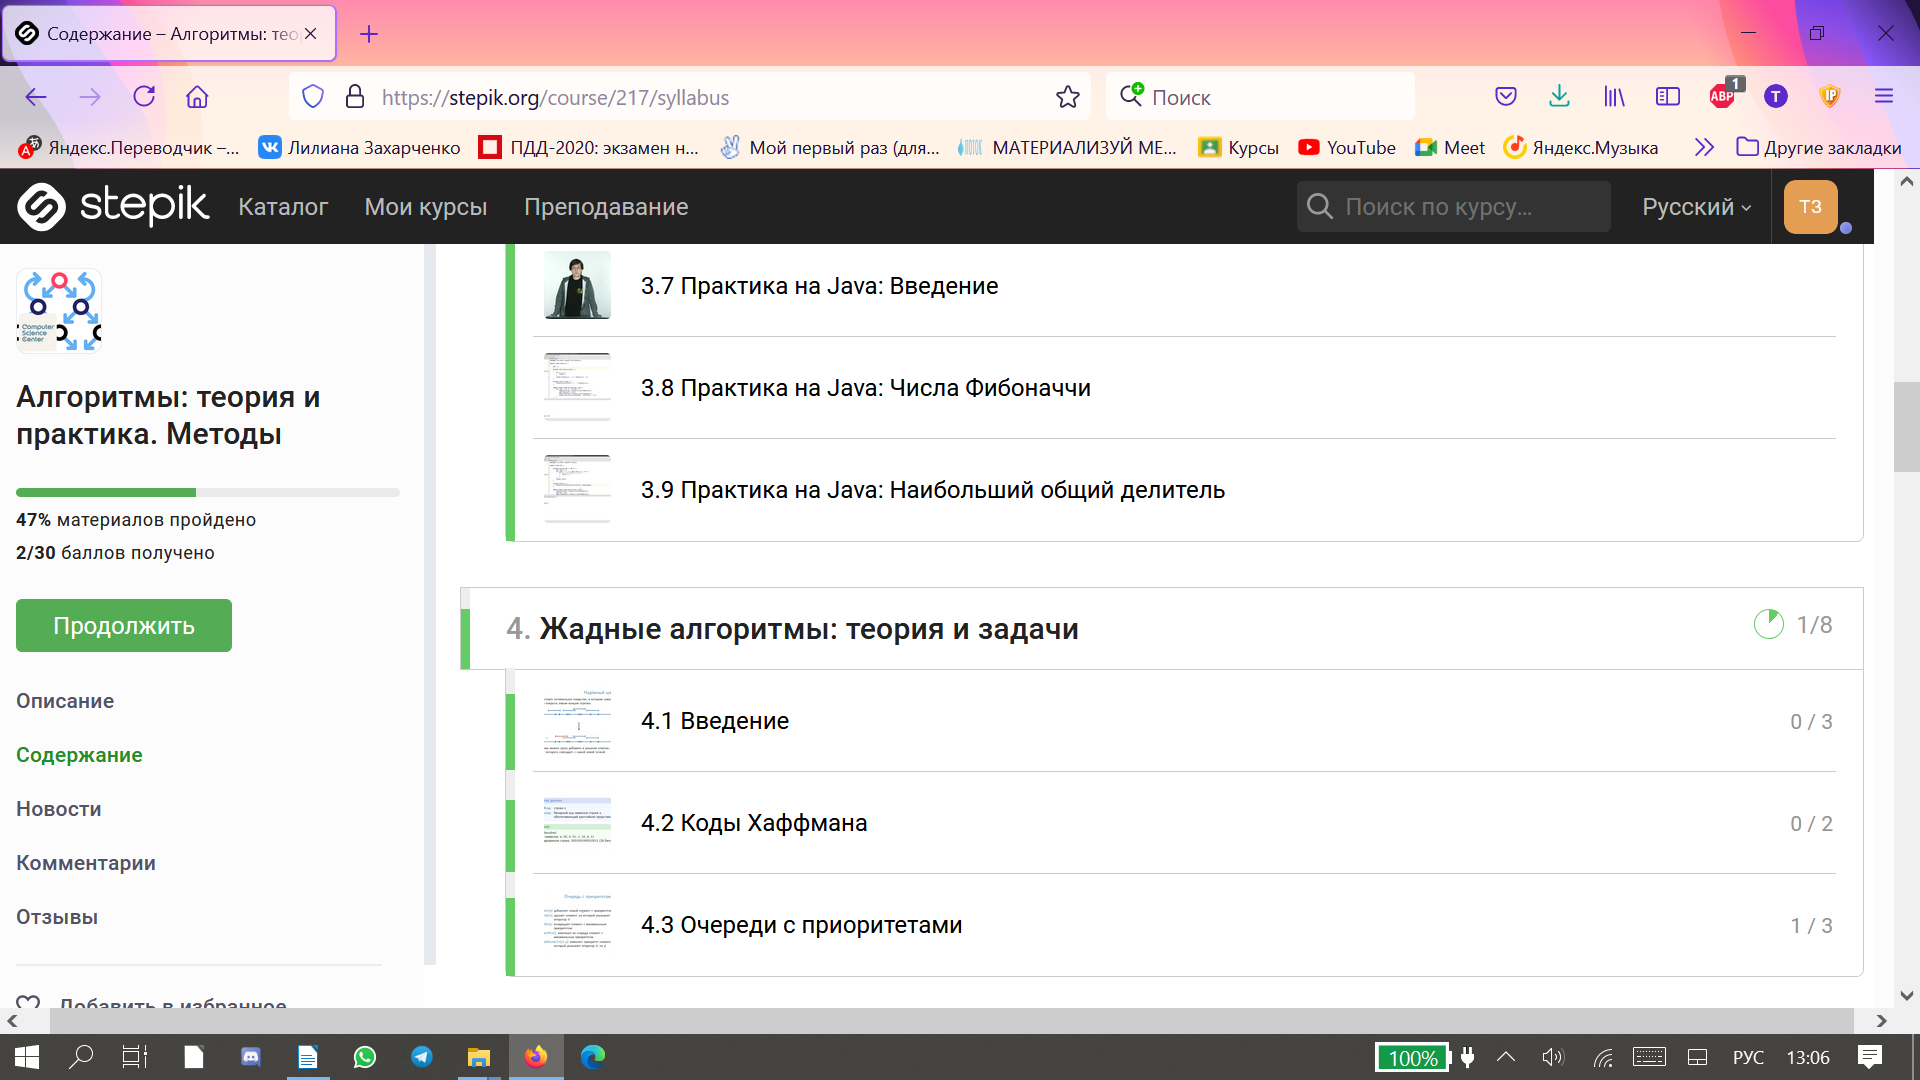 Содержание – Алгоритмы: тео
https://stepik.org/course/217/syllabus
Поиск
ABP
1
T
Яндекс.Переводчик –...
Лилиана Захарченко
ПДД-2020: экзамен н...
Мой первый раз (для...
МАТЕРИАЛИЗУЙ МЕ...
Курсы
YouTube
Meet
Яндекс.Музыка
Другие закладки
stepik
Каталог
Мои курсы
Преподавание
Поиск по курсу...
Русский
ТЗ
Computer
Science
Center
Алгоритмы: теория и
практика. Методы
47% материалов пройдено
2/30 баллов получено
Продолжить
Описание
Содержание
Новости
Комментарии
Отзывы
Добавить в избранное
3.7 Практика на Java: Введение
3.8 Практика на Java: Числа Фибоначчи
3.9 Практика на Java: Наибольший общий делитель
4. Жадные алгоритмы: теория и задачи
1/8
4.1 Введение
0 / 3
4.2 Коды Хаффмана
0 / 2
4.3 Очереди с приоритетами
1 / 3
100%
РУС
13:06